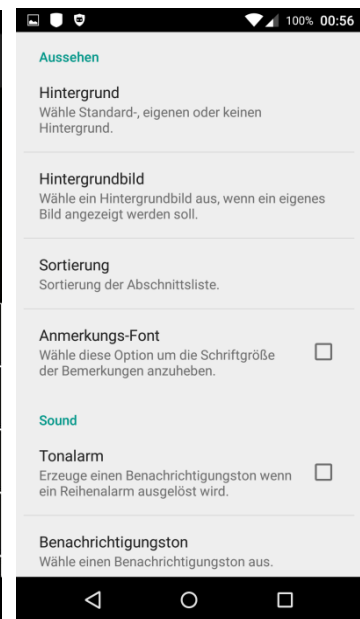 100% 00:56
Aussehen
Hintergrund
Wähle Standard-, eigenen oder keinen
Hintergrund.
Hintergrundbild
Wähle ein Hintergrundbild aus, wenn ein eigenes
Bild angezeigt werden soll.
Sortierung
Sortierung der Abschnittsliste.
Anmerkungs-Font
Wähle diese Option um die Schriftgröße
der Bemerkungen anzuheben.
Sound
Tonalarm
Erzeuge einen Benachrichtigungston wenn
ein Reihenalarm ausgelöst wird.
Benachrichtigungston
Wähle einen Benachrichtigungston aus.